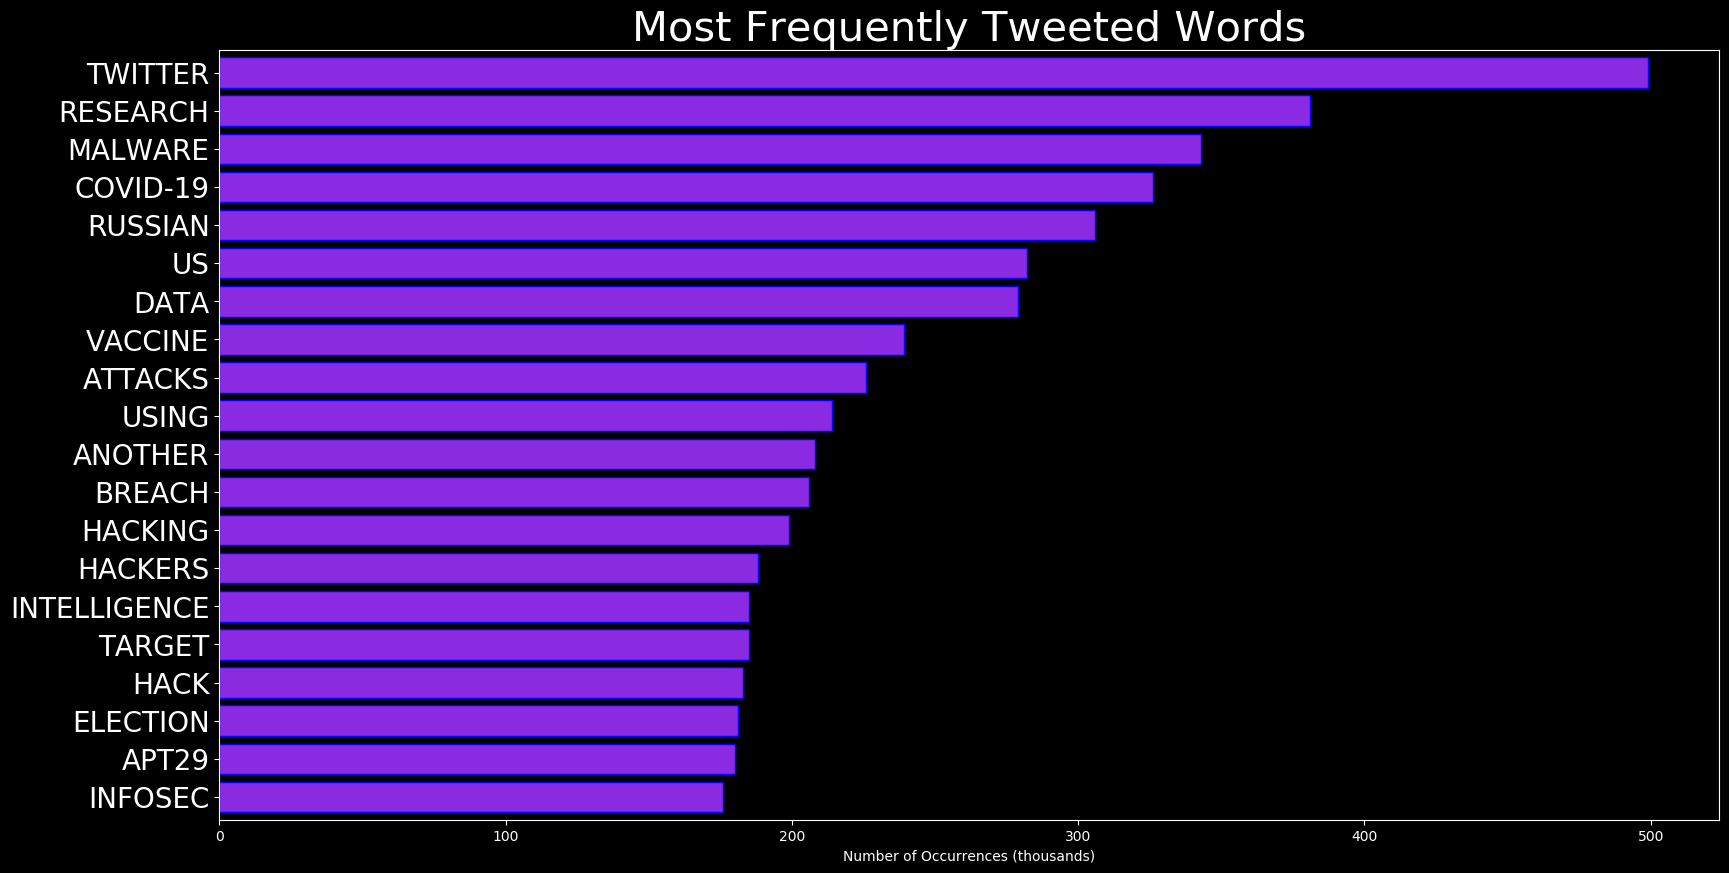 Most Frequently Tweeted Words
TWITTER
RESEARCH
MALWARE
COVID-19
RUSSIAN
US
DATA
VACCINE
ATTACKS
USING
ANOTHER
BREACH
HACKING
HACKERS
INTELLIGENCE
TARGET
HACK
ELECTION
APT29
INFOSEC
0 100 200 300 400 500
Number of Occurrences (thousands)